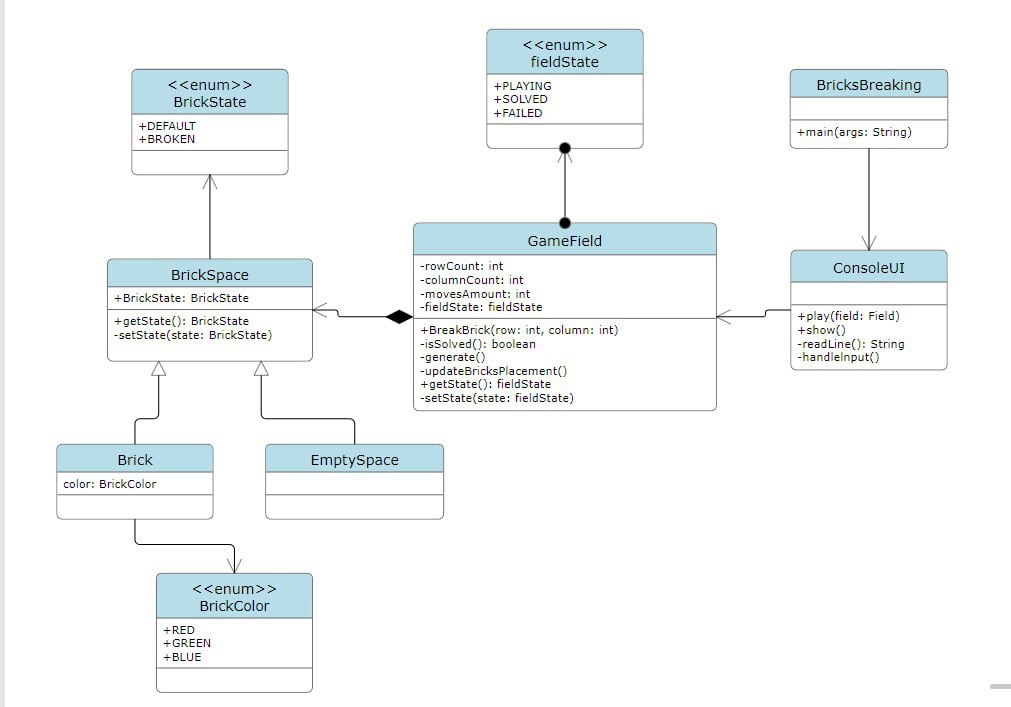 <<enum>>
fieldState
+PLAYING
+SOLVED
+FAILED
<<enum>>
BrickState
+DEFAULT
+BROKEN
BricksBreaking
+main(args: String)
GameField
-rowCount: int
-columnCount: int
-movesAmount: int
-fieldState: fieldState
+BreakBrick(row: int, column: int)
-isSolved(): boolean
-generate()
-updateBricksPlacement()
+getState(): fieldState
-setState(state: fieldState)
BrickSpace
+BrickState: BrickState
+getState(): BrickState
-setState(state: BrickState)
ConsoleUI
+play(field: Field)
+show()
-readLine(): String
-handleInput()
Brick
color: BrickColor
EmptySpace
<<enum>>
BrickColor
+RED
+GREEN
+BLUE